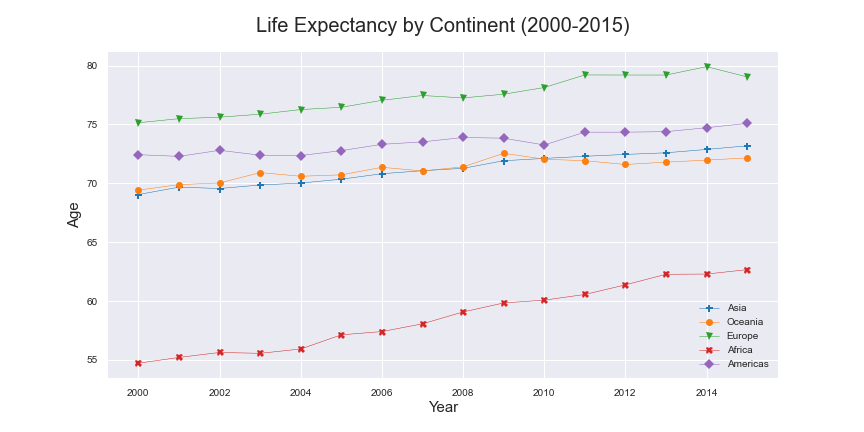 Life Expectancy by Continent (2000-2015)
80
75
70
65
60
55
Age
2000 2002 2004 2006 2008 2010 2012 2014
Year
Asia
Oceania
Europe
Africa
Americas